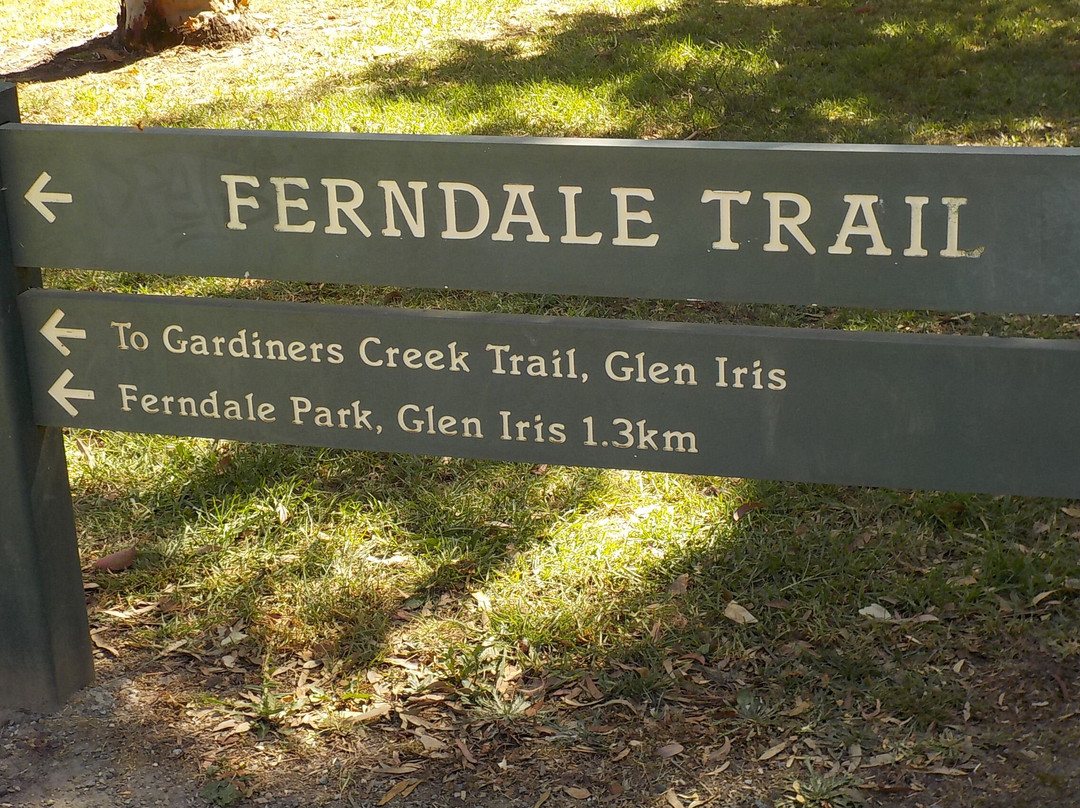 ← FERNDALE TRAIL
← To Gardiners Creek Trail, Glen Iris
← Ferndale Park, Glen Iris 1.3km